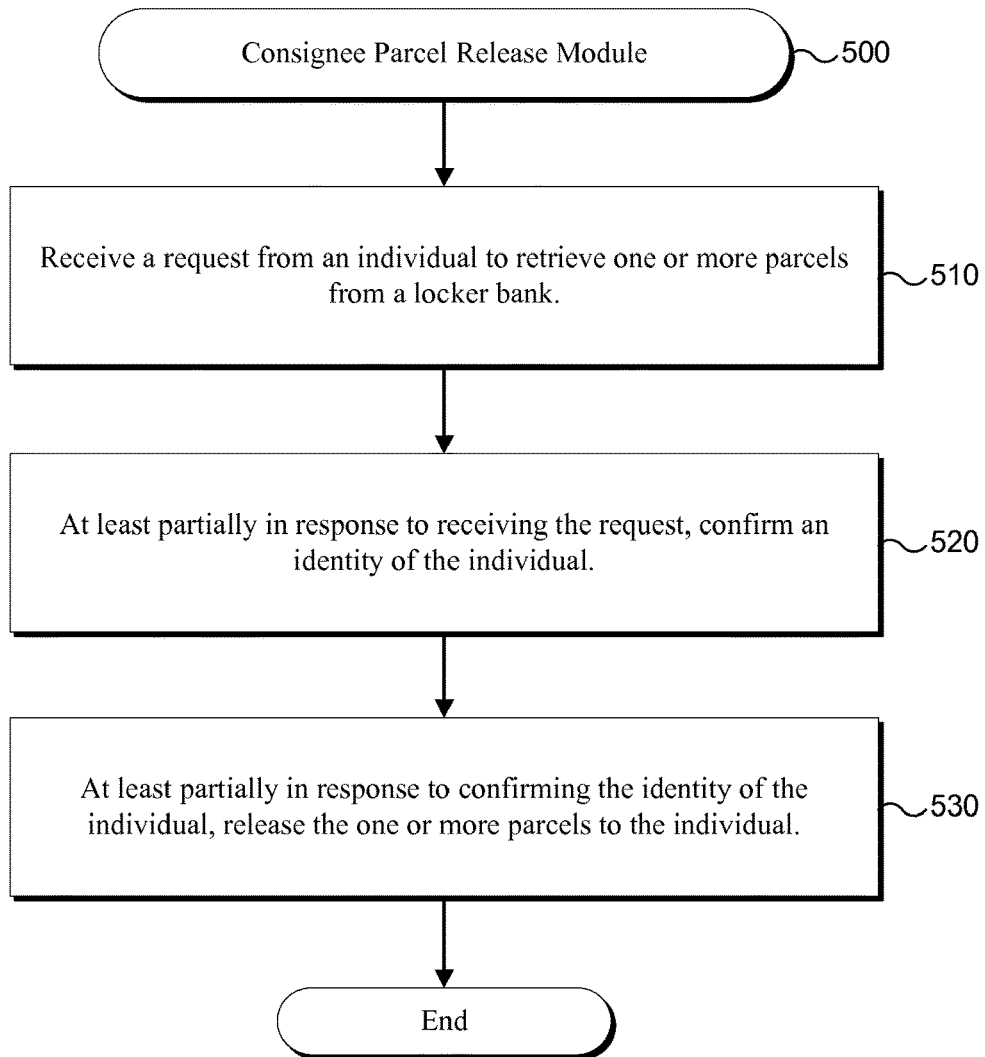 Consignee Parcel Release Module
500
Receive a request from an individual to retrieve one or more parcels
from a locker bank.
510
At least partially in response to receiving the request, confirm an
identity of the individual.
520
At least partially in response to confirming the identity of the
individual, release the one or more parcels to the individual.
530
End